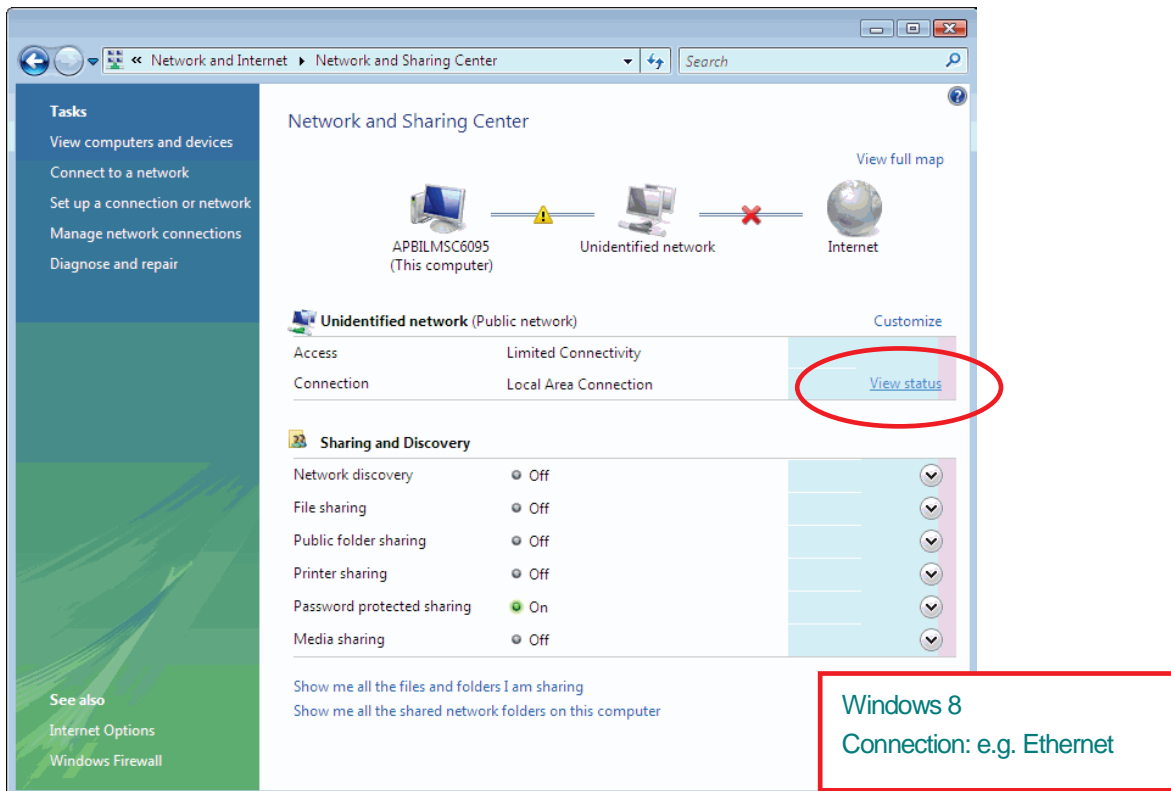 « Network and Internet ▸ Network and Sharing Center
Search
Tasks
View computers and devices
Connect to a network
Set up a connection or network
Manage network connections
Diagnose and repair
Network and Sharing Center
View full map
APBILMSC6095
(This computer)
Unidentified network
Internet
Unidentified network (Public network)
Customize
Access Limited Connectivity
Connection Local Area Connection View status
Sharing and Discovery
Network discovery Off
File sharing Off
Public folder sharing Off
Printer sharing Off
Password protected sharing On
Media sharing Off
Show me all the files and folders I am sharing
Show me all the shared network folders on this computer
See also
Internet Options
Windows Firewall
Windows 8
Connection: e.g. Ethernet